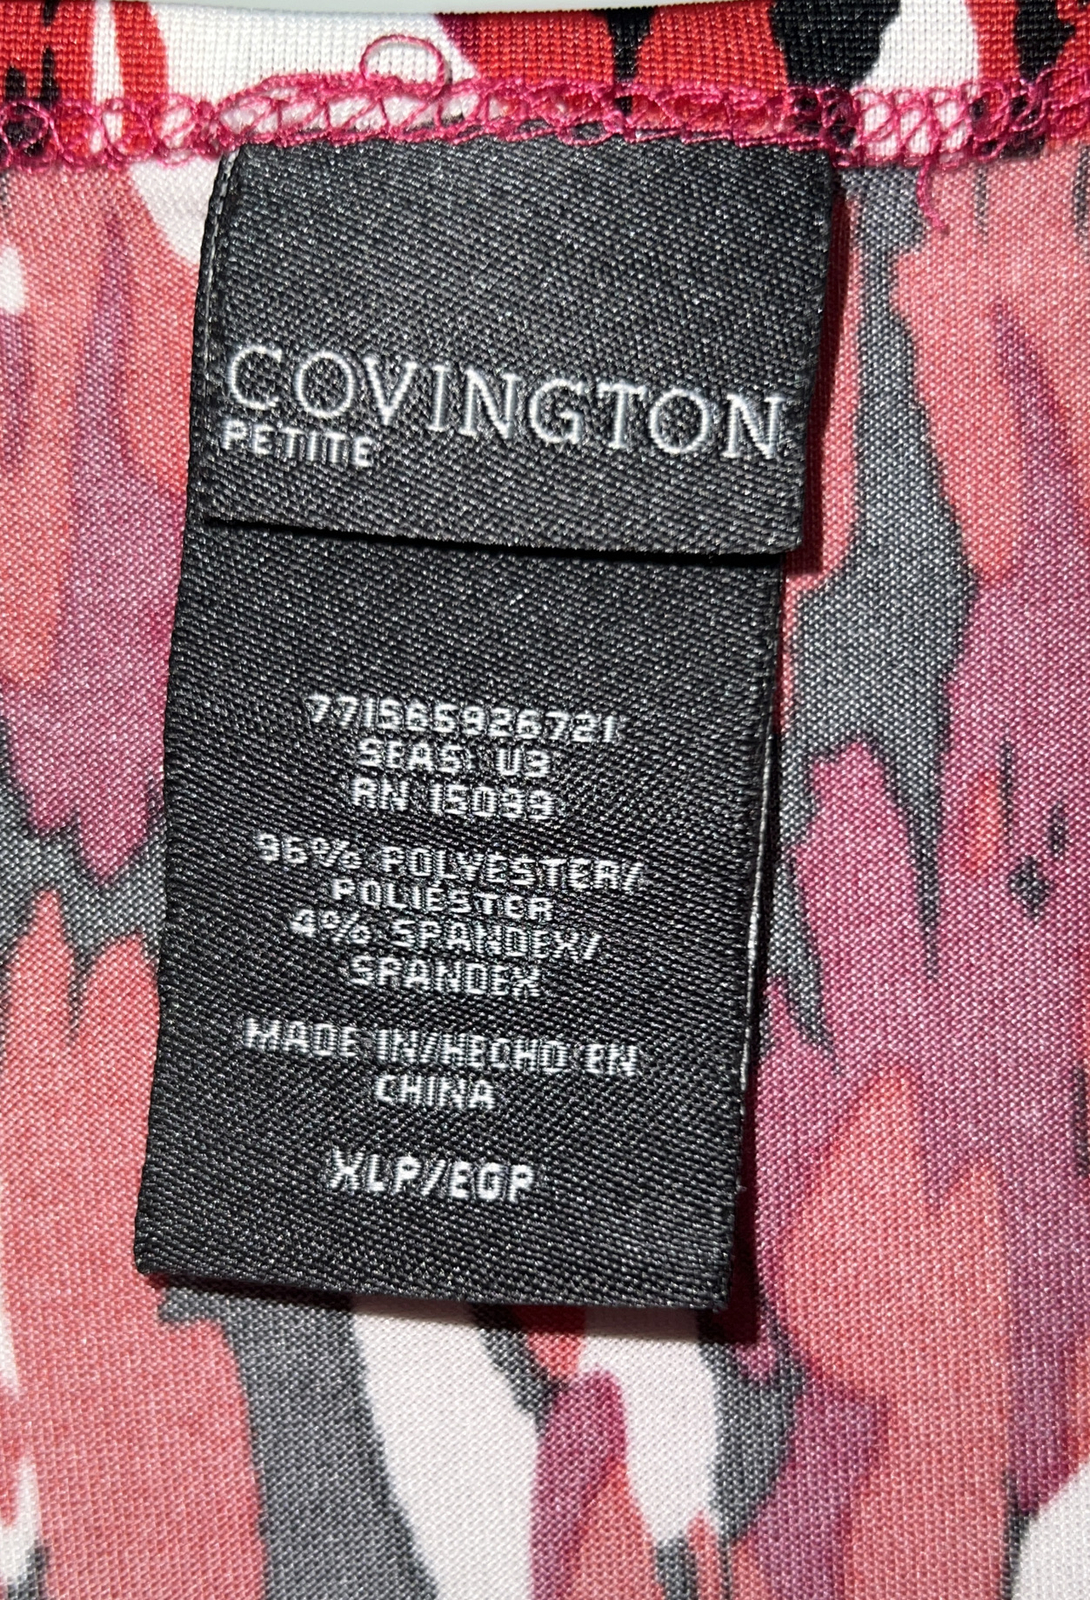 COVINGTON
PETITE
771565926721
SEAS: U9
RN 15099
96% POLYESTER/
POLIÉSTER
4% SPANDEX/
SPANDEX
MADE IN/HECHO EN
CHINA
XLP/EGP